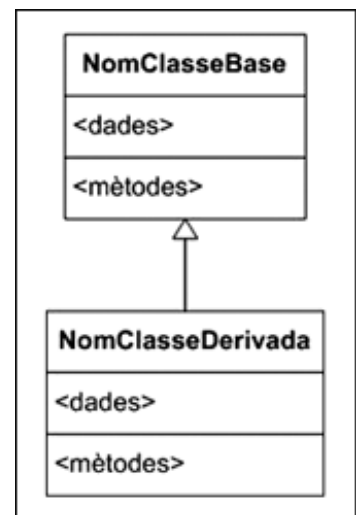 NomClasseBase
<dades>
<mètodes>
NomClasseDerivada
<dades>
<mètodes>